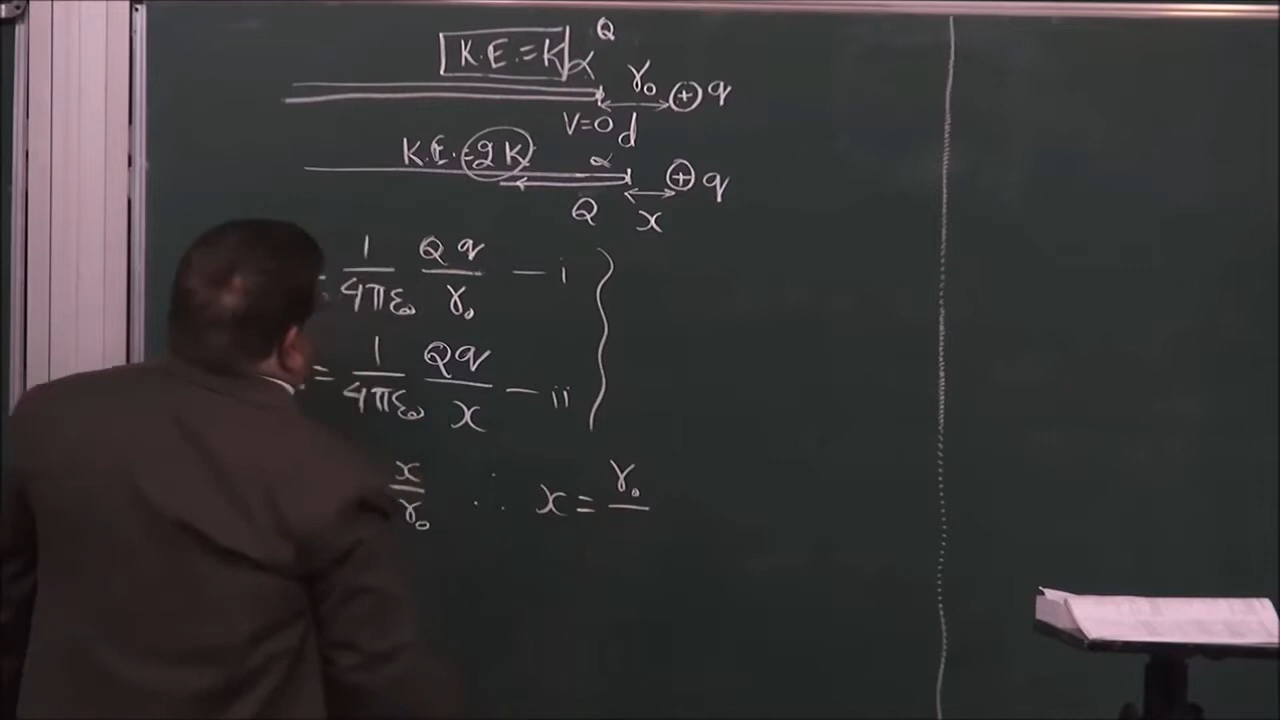 K.E. = K α Q
r₀ ⊕ q
V=0 d
K.E. = 2K α ⊕ q
Q x
= 1/4πε₀ Qq/r₀ — i
= 1/4πε₀ Qq/x — ii
x/r₀ ∴ x = r₀/